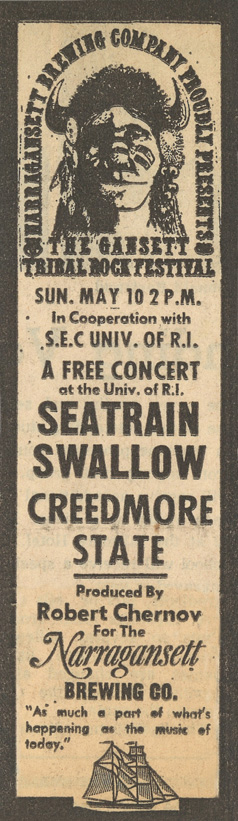 NARRAGANSETT BREWING COMPANY PROUDLY PRESENTS
THE GANSETT
TRIBAL ROCK FESTIVAL
SUN. MAY 10 2 P.M.
In Cooperation with
S.E.C UNIV. OF R.I.
A FREE CONCERT
at the Univ. of R.I.
SEATRAIN
SWALLOW
CREEDMORE
STATE
Produced By
Robert Chernov
For The
Narragansett
BREWING CO.
"As much a part of what's
happening as the music of
today."